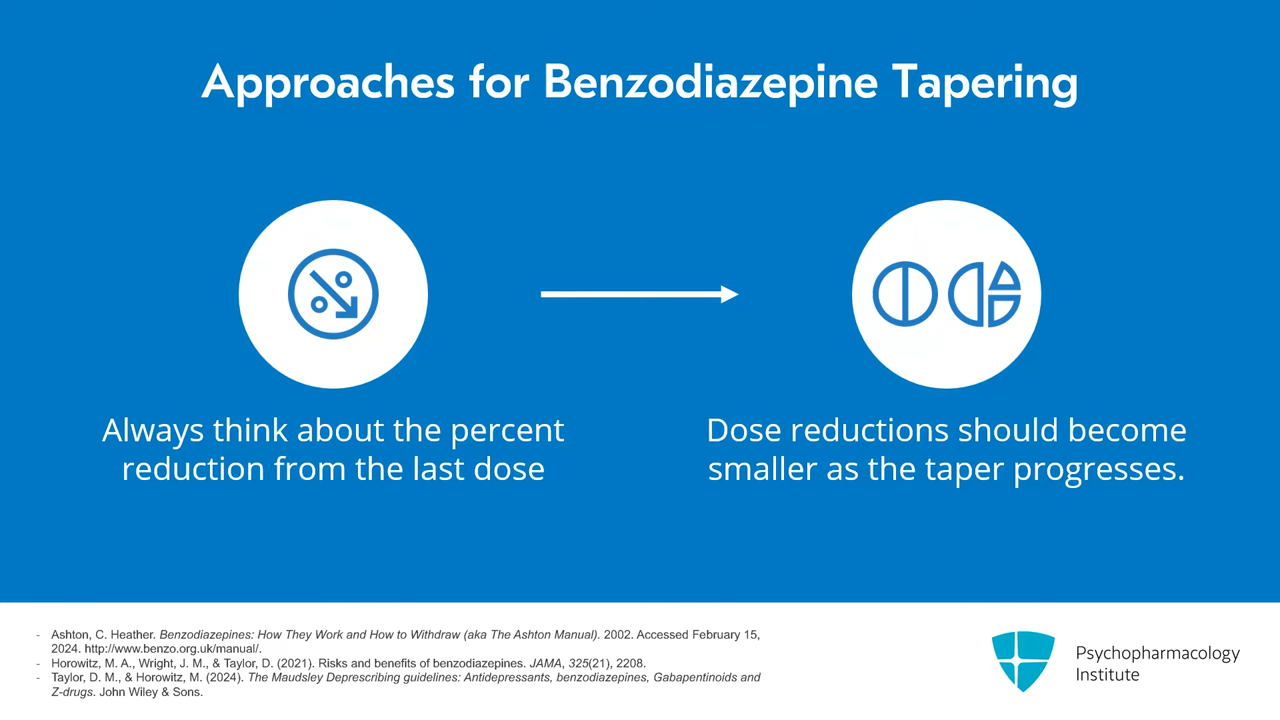 Approaches for Benzodiazepine Tapering
Always think about the percent
reduction from the last dose
Dose reductions should become
smaller as the taper progresses.
- Ashton, C. Heather. Benzodiazepines: How They Work and How to Withdraw (aka The Ashton Manual). 2002. Accessed February 15,
2024. http://www.benzo.org.uk/manual/.
- Horowitz, M. A., Wright, J. M., & Taylor, D. (2021). Risks and benefits of benzodiazepines. JAMA, 325(21), 2208.
- Taylor, D. M., & Horowitz, M. (2024). The Maudsley Deprescribing guidelines: Antidepressants, benzodiazepines, Gabapentinoids and
Z-drugs. John Wiley & Sons.
Psychopharmacology
Institute